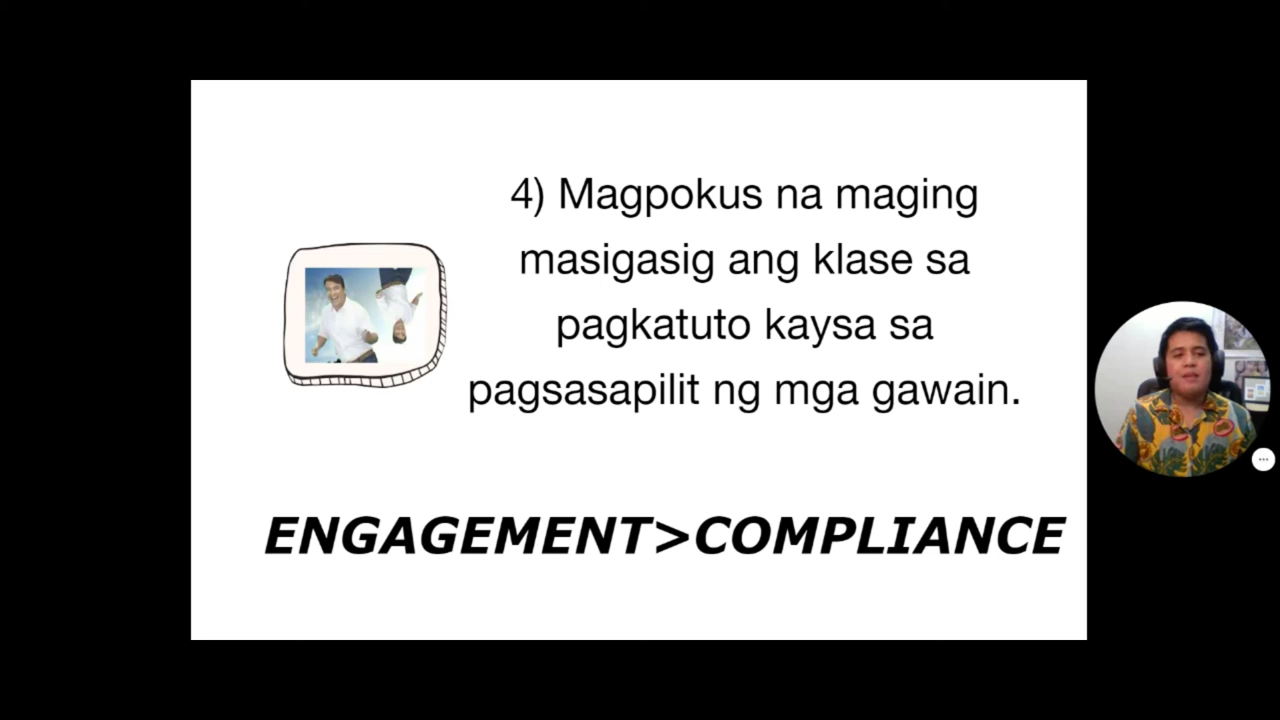 4) Magpokus na maging
masigasig ang klase sa
pagkatuto kaysa sa
pagsasapilit ng mga gawain.
ENGAGEMENT>COMPLIANCE